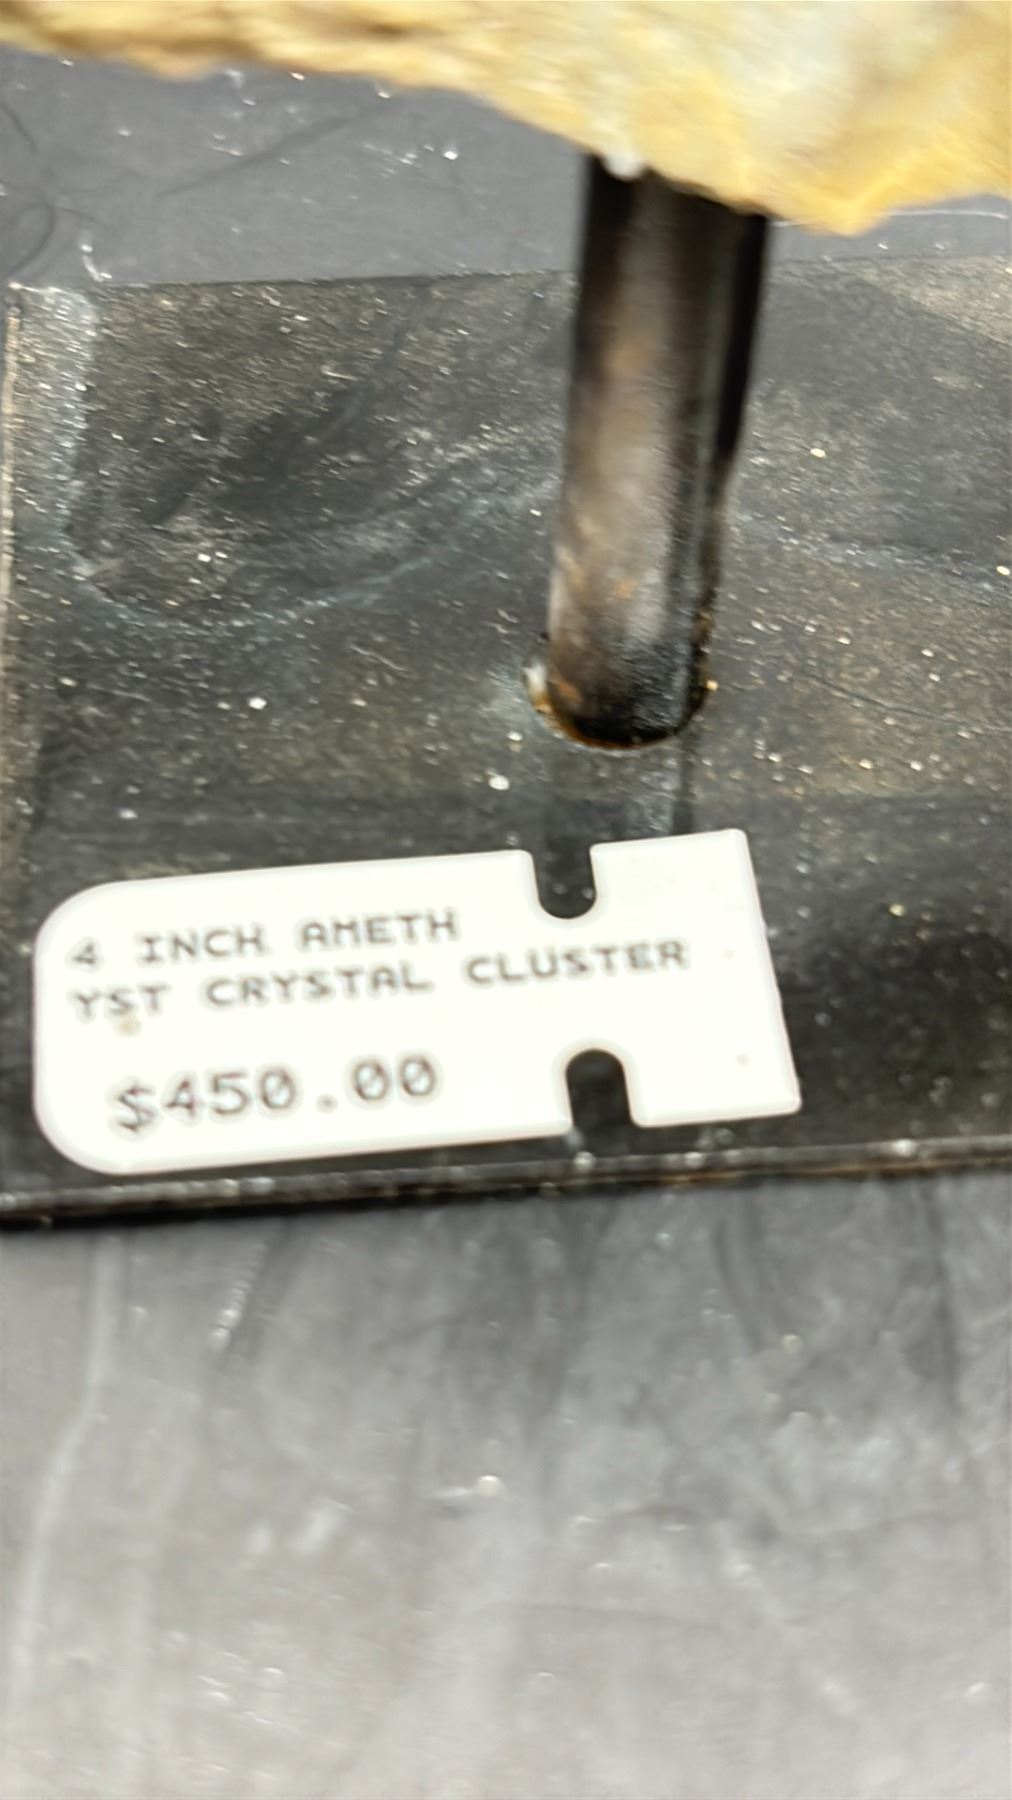 4 INCH AMETH
YST CRYSTAL CLUSTER
$450.00